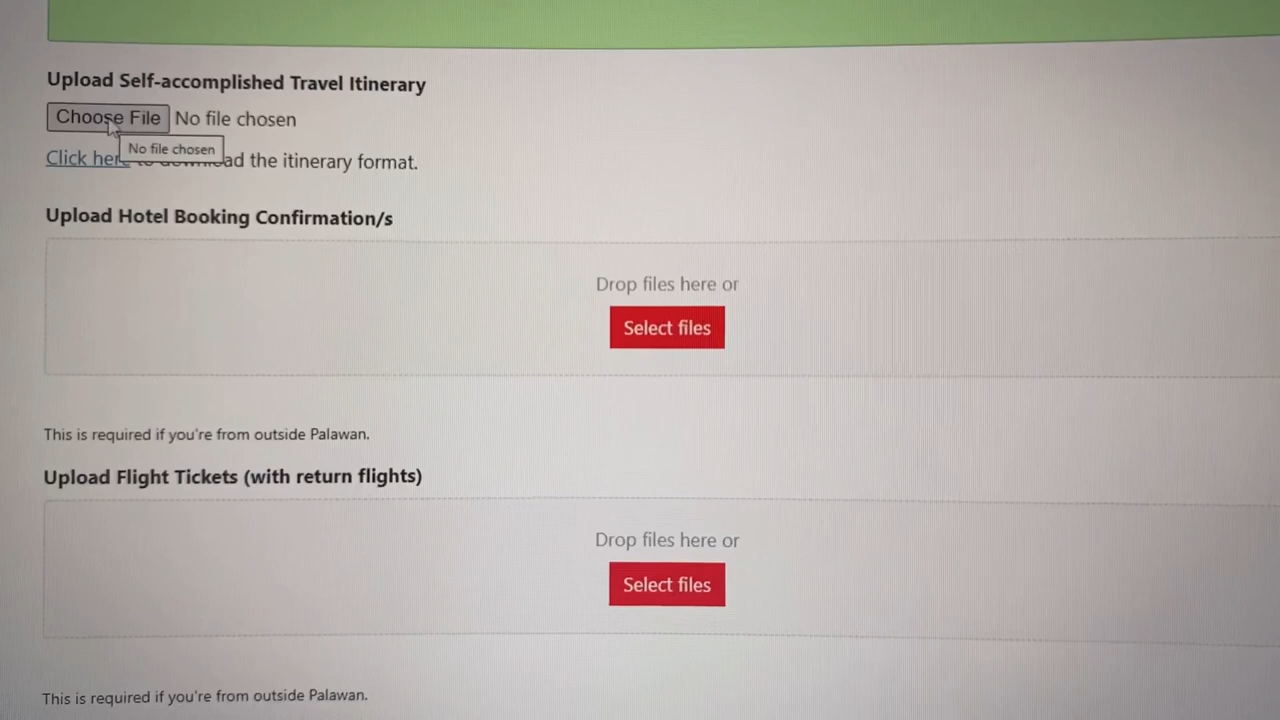 Upload Self-accomplished Travel Itinerary
Choose File No file chosen
No file chosen
Click here to download the itinerary format.
Upload Hotel Booking Confirmation/s
Drop files here or
Select files
This is required if you're from outside Palawan.
Upload Flight Tickets (with return flights)
Drop files here or
Select files
This is required if you're from outside Palawan.